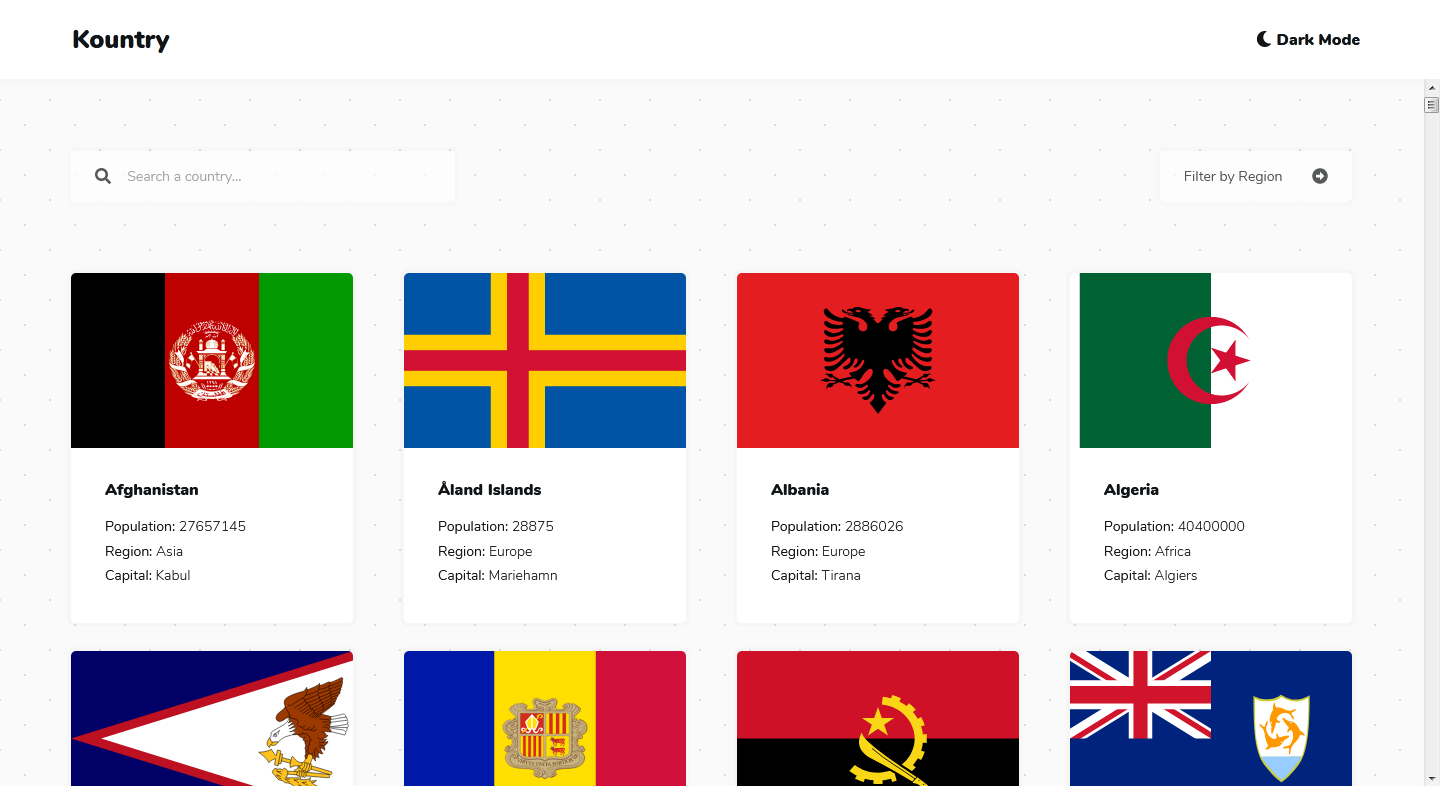 Kountry
Dark Mode
Search a country...
Filter by Region
Afghanistan
Population: 27657145
Region: Asia
Capital: Kabul
Åland Islands
Population: 28875
Region: Europe
Capital: Mariehamn
Albania
Population: 2886026
Region: Europe
Capital: Tirana
Algeria
Population: 40400000
Region: Africa
Capital: Algiers